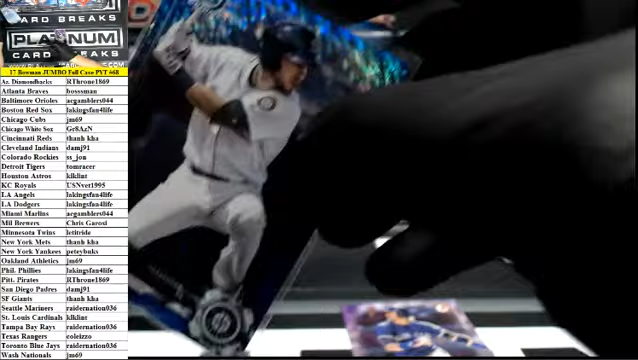 CARD BREAKS
PLATINUM
CARD BREAKS
17 Bowman JUMBO Full Case PYT #68
Az. Diamondbacks RThrone1869
Atlanta Braves bosssman
Baltimore Orioles acgamblers044
Boston Red Sox lakingsfan4life
Chicago Cubs jm69
Chicago White Sox Gr8AzN
Cincinnati Reds thanh kha
Cleveland Indians damj91
Colorado Rockies ss_jon
Detroit Tigers tomracer
Houston Astros klklint
KC Royals USNvet1995
LA Angels lakingsfan4life
LA Dodgers lakingsfan4life
Miami Marlins acgamblers044
Mil Brewers Chris Garosi
Minnesota Twins letitride
New York Mets thanh kha
New York Yankees peteybuks
Oakland Athletics jm69
Phil. Phillies lakingsfan4life
Pitt. Pirates RThrone1869
San Diego Padres damj91
SF Giants thanh kha
Seattle Mariners raidernation036
St. Louis Cardinals klklint
Tampa Bay Rays raidernation036
Texas Rangers coleizzo
Toronto Blue Jays raidernation036
Wash Nationals jm69